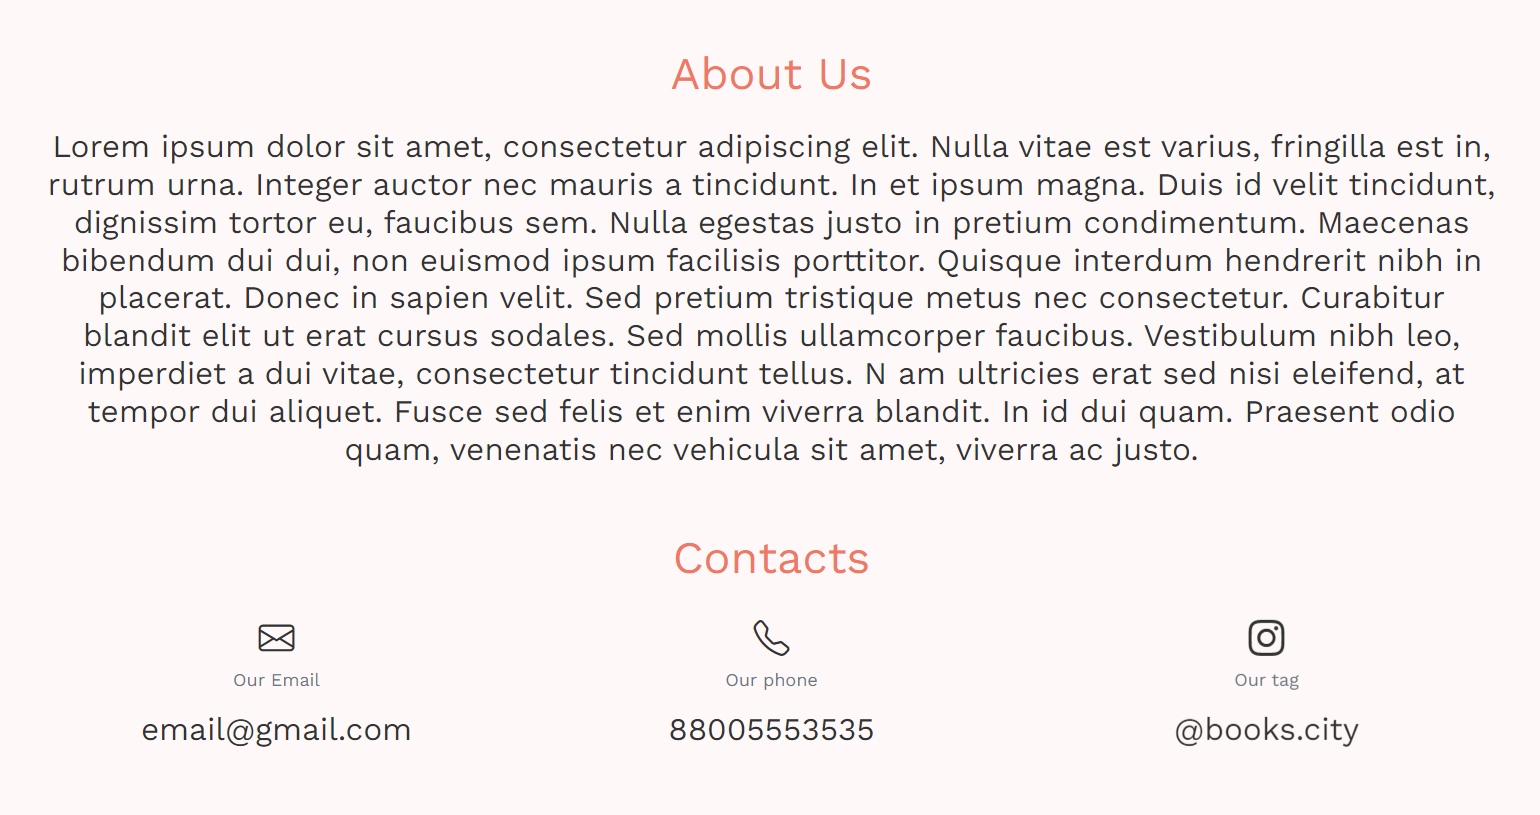 About Us
Lorem ipsum dolor sit amet, consectetur adipiscing elit. Nulla vitae est varius, fringilla est in,
rutrum urna. Integer auctor nec mauris a tincidunt. In et ipsum magna. Duis id velit tincidunt,
dignissim tortor eu, faucibus sem. Nulla egestas justo in pretium condimentum. Maecenas
bibendum dui dui, non euismod ipsum facilisis porttitor. Quisque interdum hendrerit nibh in
placerat. Donec in sapien velit. Sed pretium tristique metus nec consectetur. Curabitur
blandit elit ut erat cursus sodales. Sed mollis ullamcorper faucibus. Vestibulum nibh leo,
imperdiet a dui vitae, consectetur tincidunt tellus. N am ultricies erat sed nisi eleifend, at
tempor dui aliquet. Fusce sed felis et enim viverra blandit. In id dui quam. Praesent odio
quam, venenatis nec vehicula sit amet, viverra ac justo.
Contacts
Our Email
email@gmail.com
Our phone
88005553535
Our tag
@books.city